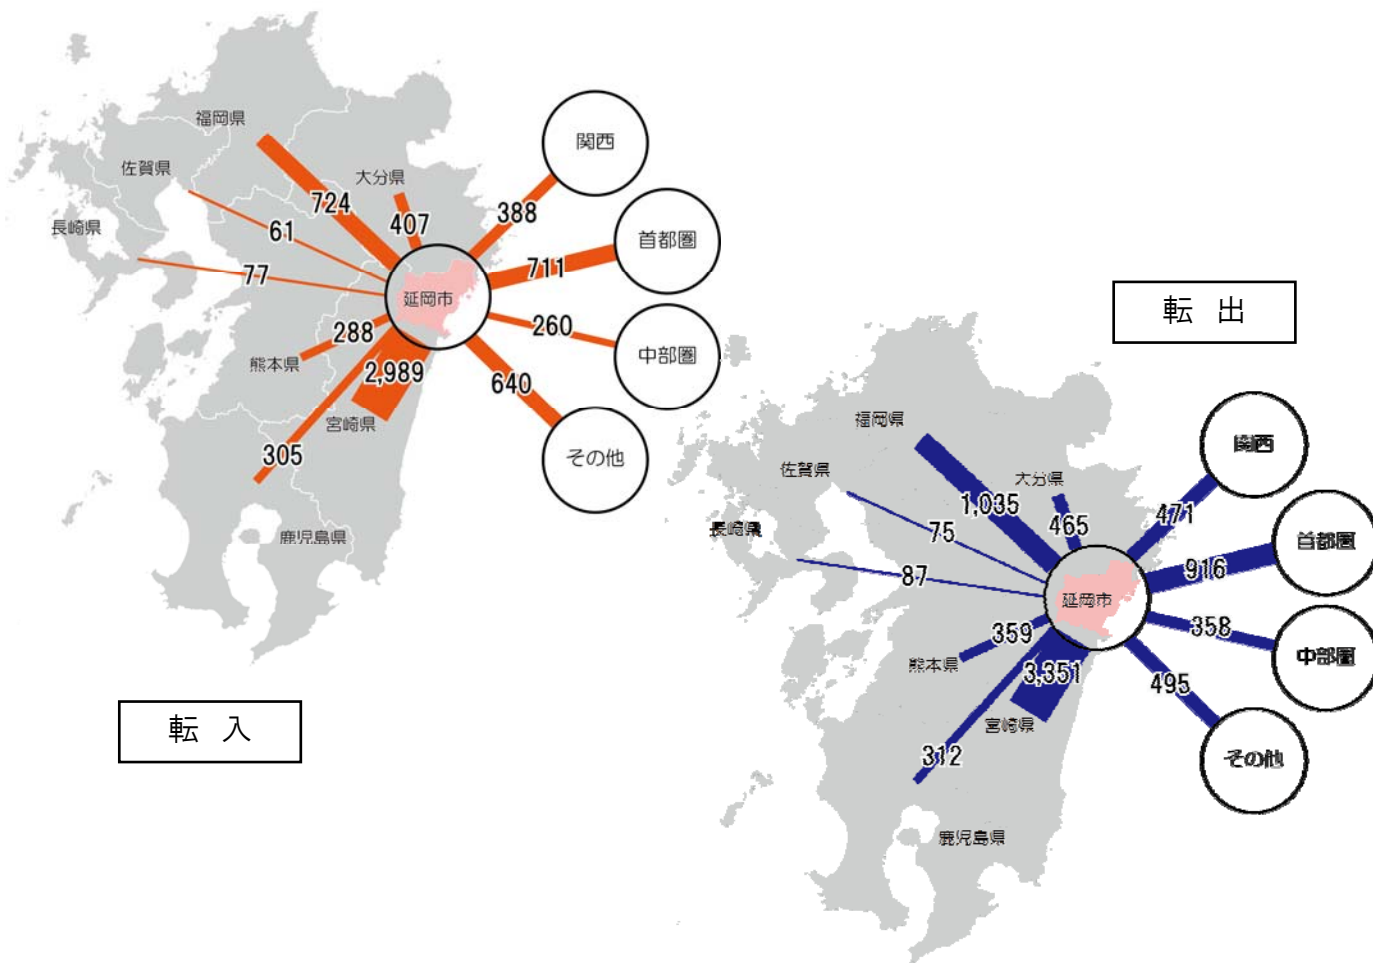 福岡県
佐賀県
長崎県
大分県
熊本県
宮崎県
鹿児島県
延岡市
関西
首都圏
中部圏
その他
724
61
77
407
388
711
260
640
288
2,989
305
転 入
転 出
福岡県
佐賀県
長崎県
大分県
熊本県
宮崎県
鹿児島県
延岡市
関西
首都圏
中部圏
その他
1,035
75
87
465
471
916
358
495
359
3,351
312